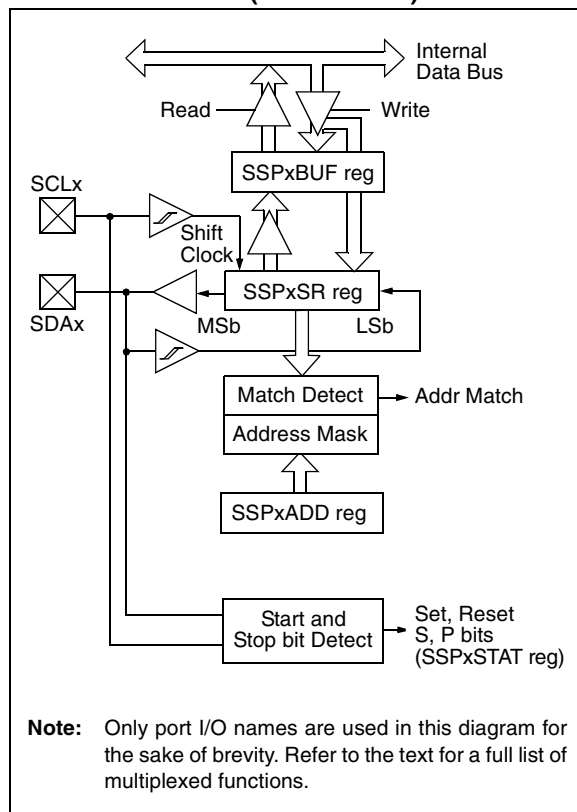 Internal
Data Bus
Read
Write
SSPxBUF reg
SCLx
Shift
Clock
SSPxSR reg
SDAx
MSb
LSb
Match Detect
Addr Match
Address Mask
SSPxADD reg
Start and
Stop bit Detect
Set, Reset
S, P bits
(SSPxSTAT reg)
Note: Only port I/O names are used in this diagram for
the sake of brevity. Refer to the text for a full list of
multiplexed functions.